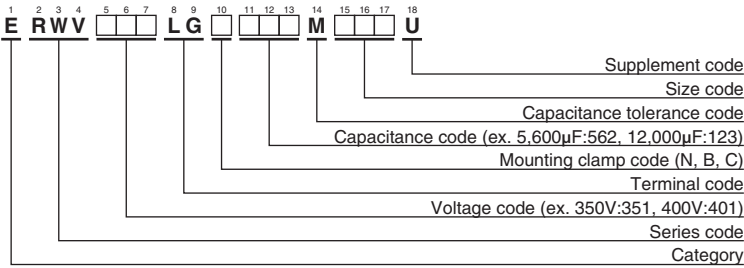 1 2 3 4 5 6 7 8 9 10 11 12 13 14 15 16 17 18
E RWV LG M U
Supplement code
Size code
Capacitance tolerance code
Capacitance code (ex. 5,600µF:562, 12,000µF:123)
Mounting clamp code (N, B, C)
Terminal code
Voltage code (ex. 350V:351, 400V:401)
Series code
Category